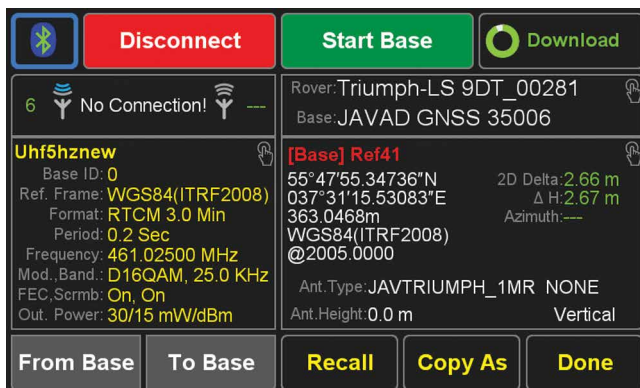 Disconnect
Start Base
Download
6 No Connection! ---
Rover:Triumph-LS 9DT_00281
Base:JAVAD GNSS 35006
Uhf5hznew
Base ID: 0
Ref. Frame: WGS84(ITRF2008)
Format: RTCM 3.0 Min
Period: 0.2 Sec
Frequency: 461.02500 MHz
Mod.,Band.: D16QAM, 25.0 KHz
FEC,Scrmb: On, On
Out. Power: 30/15 mW/dBm
[Base] Ref41
55°47'55.34736"N
037°31'15.53083"E
363.0468m
WGS84(ITRF2008)
@2005.0000
2D Delta:2.66 m
Δ H:2.67 m
Azimuth:---
Ant.Type:JAVTRIUMPH_1MR NONE
Ant.Height:0.0 m Vertical
From Base
To Base
Recall
Copy As
Done